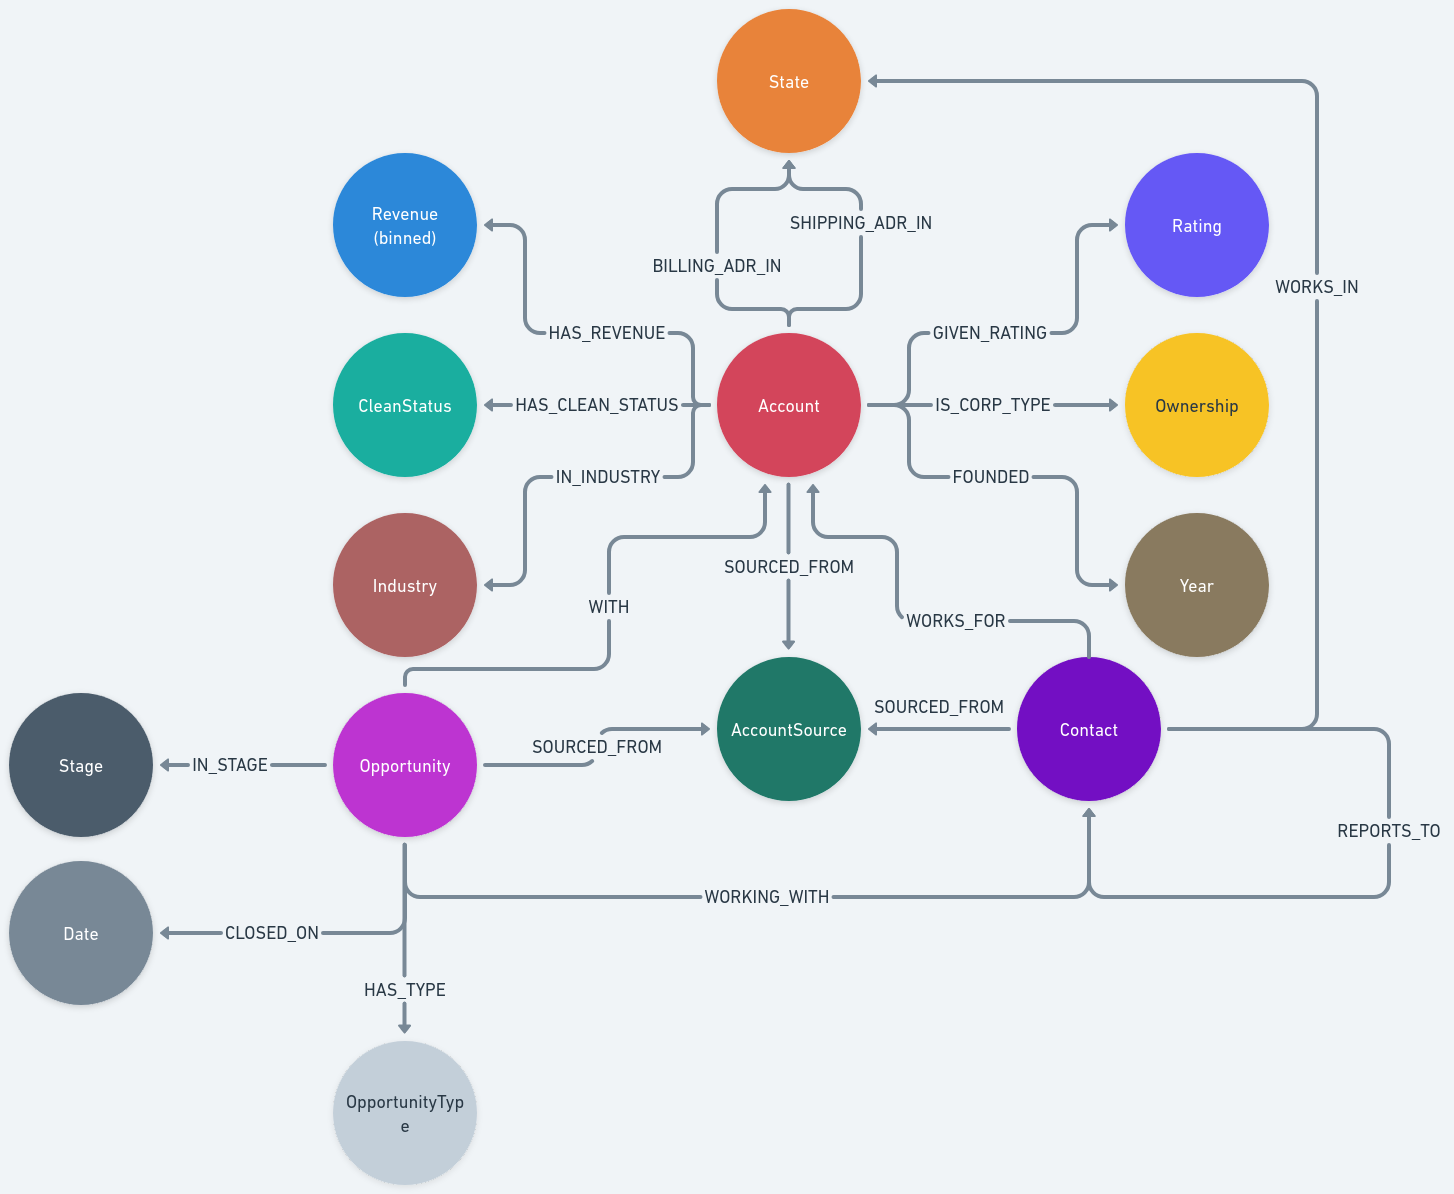 State
Revenue
(binned)
SHIPPING_ADR_IN
Rating
BILLING_ADR_IN
WORKS_IN
HAS_REVENUE
GIVEN_RATING
CleanStatus
HAS_CLEAN_STATUS
Account
IS_CORP_TYPE
Ownership
IN_INDUSTRY
FOUNDED
SOURCED_FROM
Industry
Year
WITH
WORKS_FOR
SOURCED_FROM
AccountSource
Contact
SOURCED_FROM
Stage
IN_STAGE
Opportunity
REPORTS_TO
WORKING_WITH
Date
CLOSED_ON
HAS_TYPE
OpportunityTyp
e